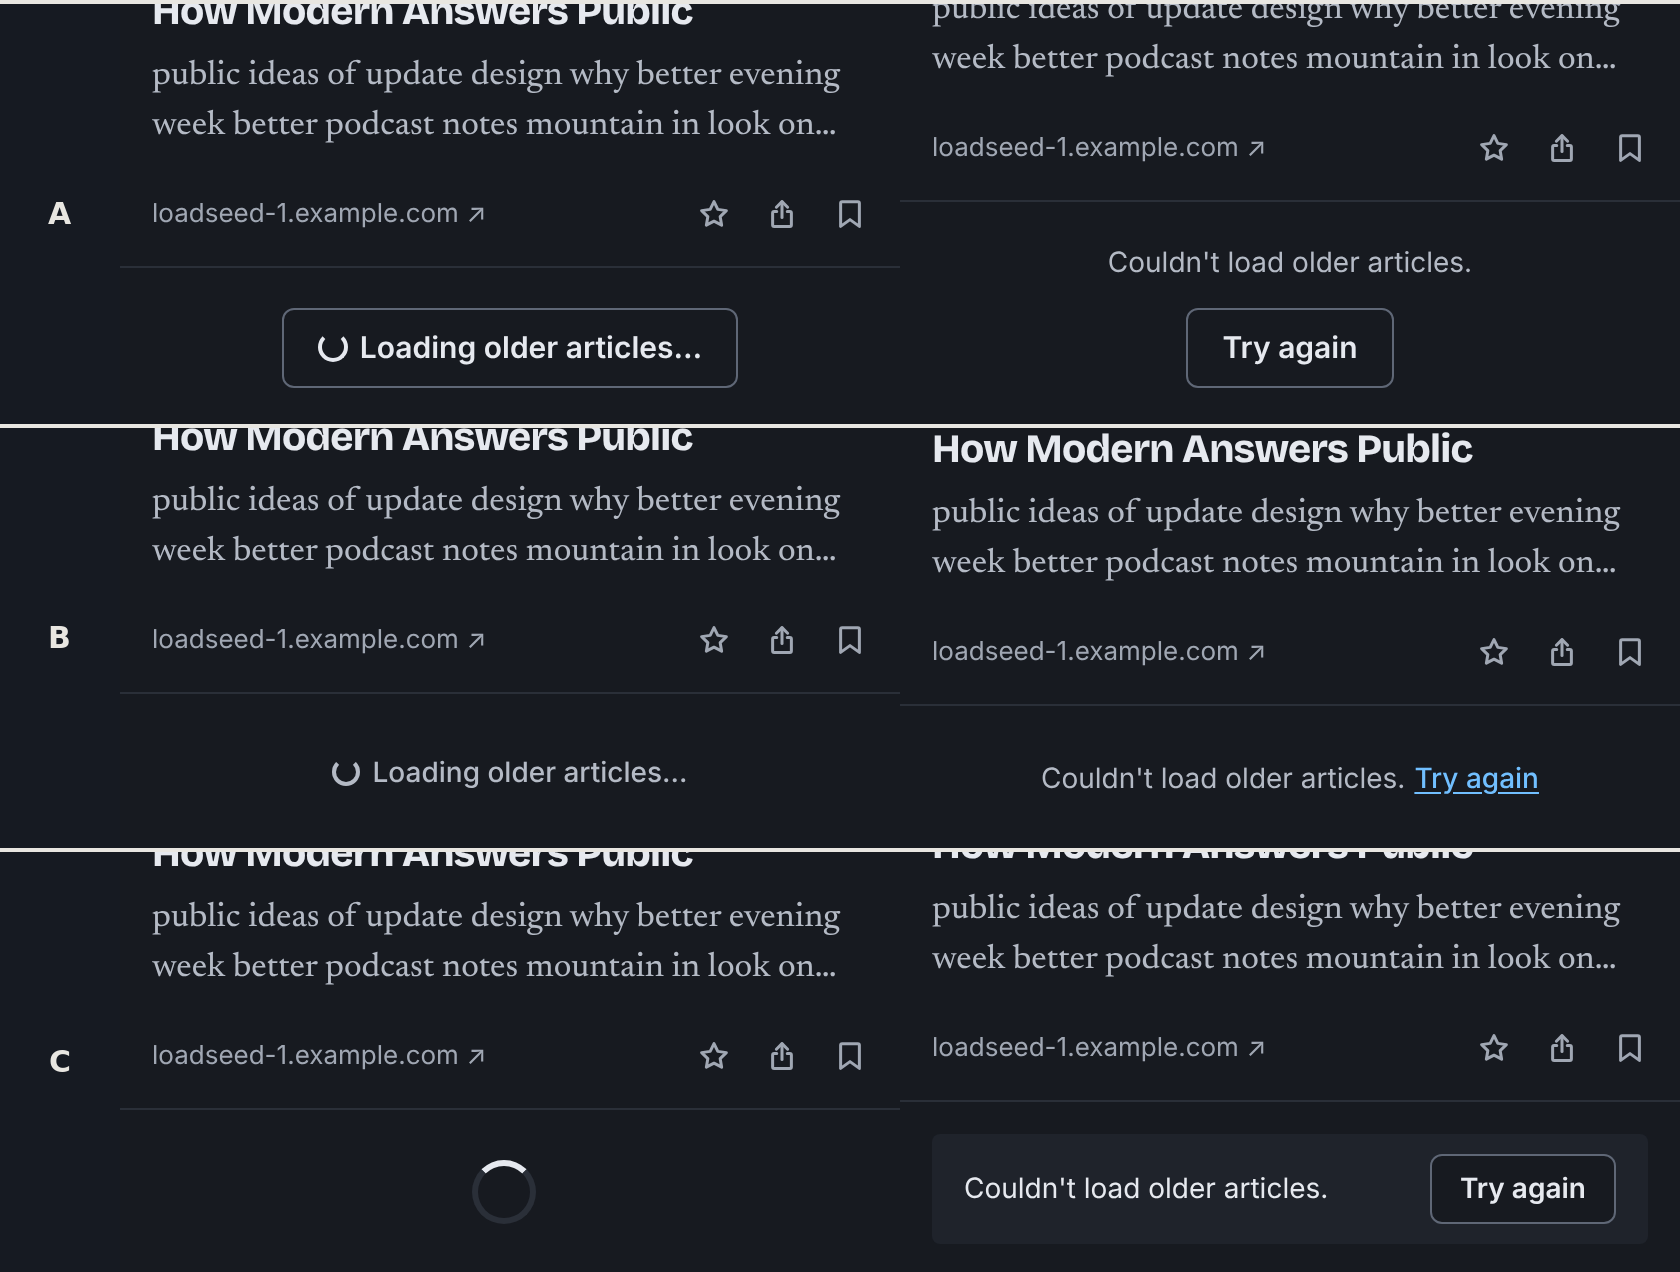 How Modern Answers Public
public ideas of update design why better evening
week better podcast notes mountain in look on...
A
loadseed-1.example.com ↗
Loading older articles...
public ideas of update design why better evening
week better podcast notes mountain in look on...
loadseed-1.example.com ↗
Couldn't load older articles.
Try again
How Modern Answers Public
public ideas of update design why better evening
week better podcast notes mountain in look on...
B
loadseed-1.example.com ↗
Loading older articles...
How Modern Answers Public
public ideas of update design why better evening
week better podcast notes mountain in look on...
loadseed-1.example.com ↗
Couldn't load older articles. Try again
How Modern Answers Public
public ideas of update design why better evening
week better podcast notes mountain in look on...
C
loadseed-1.example.com ↗
How Modern Answers Public
public ideas of update design why better evening
week better podcast notes mountain in look on...
loadseed-1.example.com ↗
Couldn't load older articles.
Try again